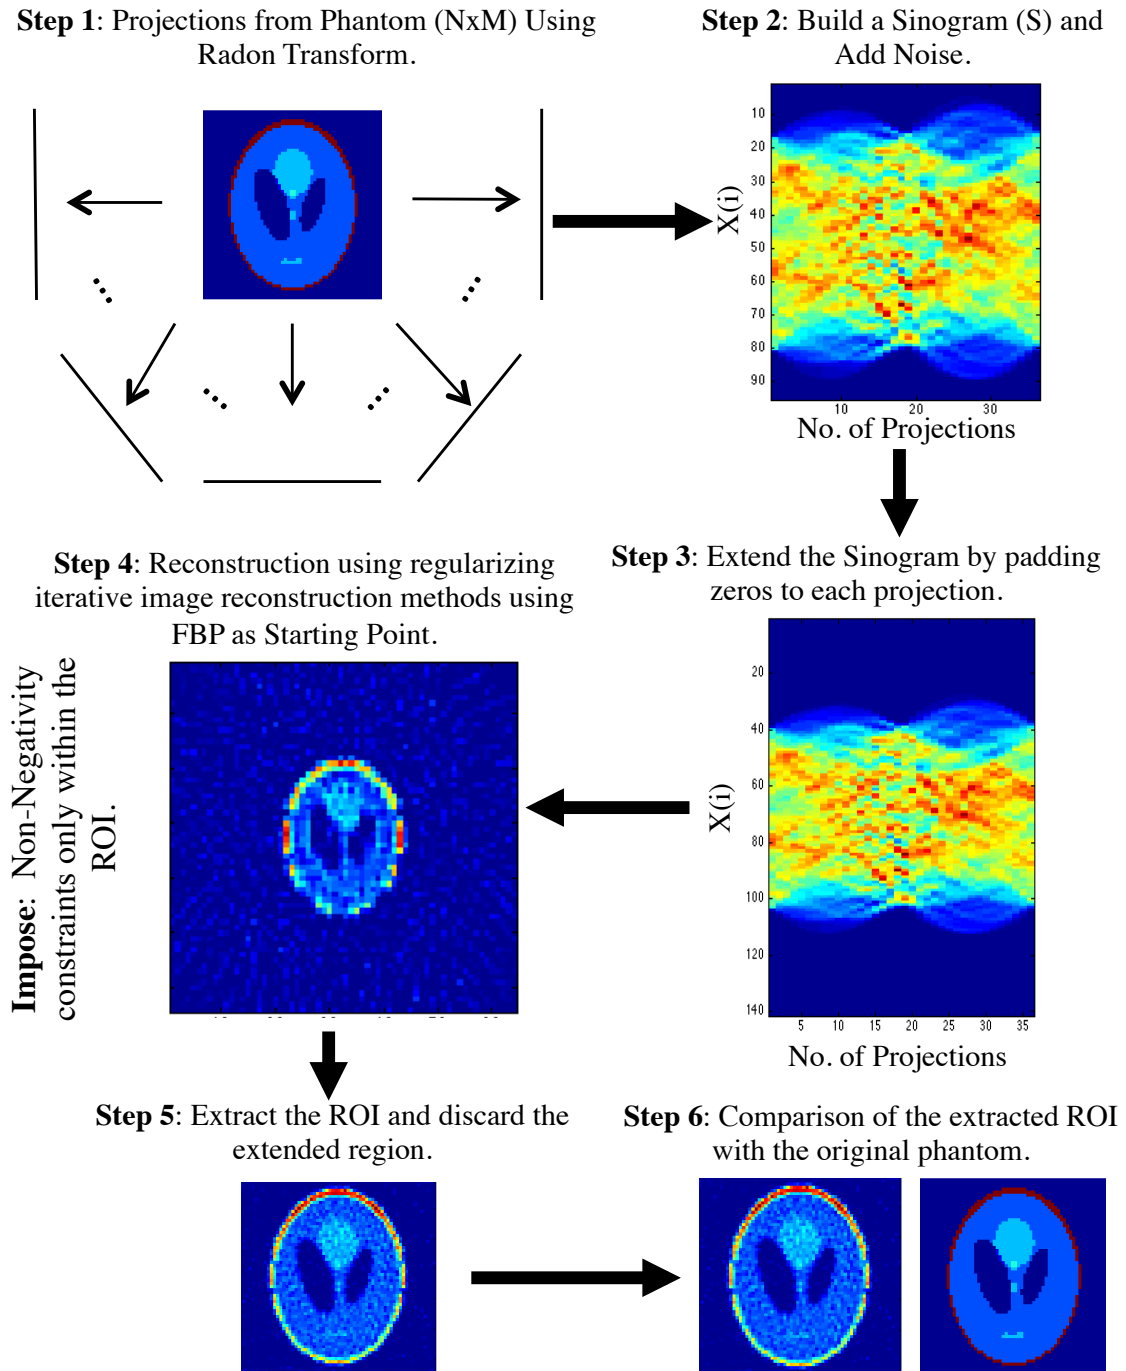 Step 1: Projections from Phantom (NxM) Using
Radon Transform.
Step 2: Build a Sinogram (S) and
Add Noise.
X(i)
10
20
30
40
50
60
70
80
90
10
20
30
No. of Projections
Step 3: Extend the Sinogram by padding
zeros to each projection.
X(i)
20
40
60
80
100
120
140
5
10
15
20
25
30
35
No. of Projections
Step 4: Reconstruction using regularizing
iterative image reconstruction methods using
FBP as Starting Point.
Impose: Non-Negativity
constraints only within the
ROI.
Step 5: Extract the ROI and discard the
extended region.
Step 6: Comparison of the extracted ROI
with the original phantom.